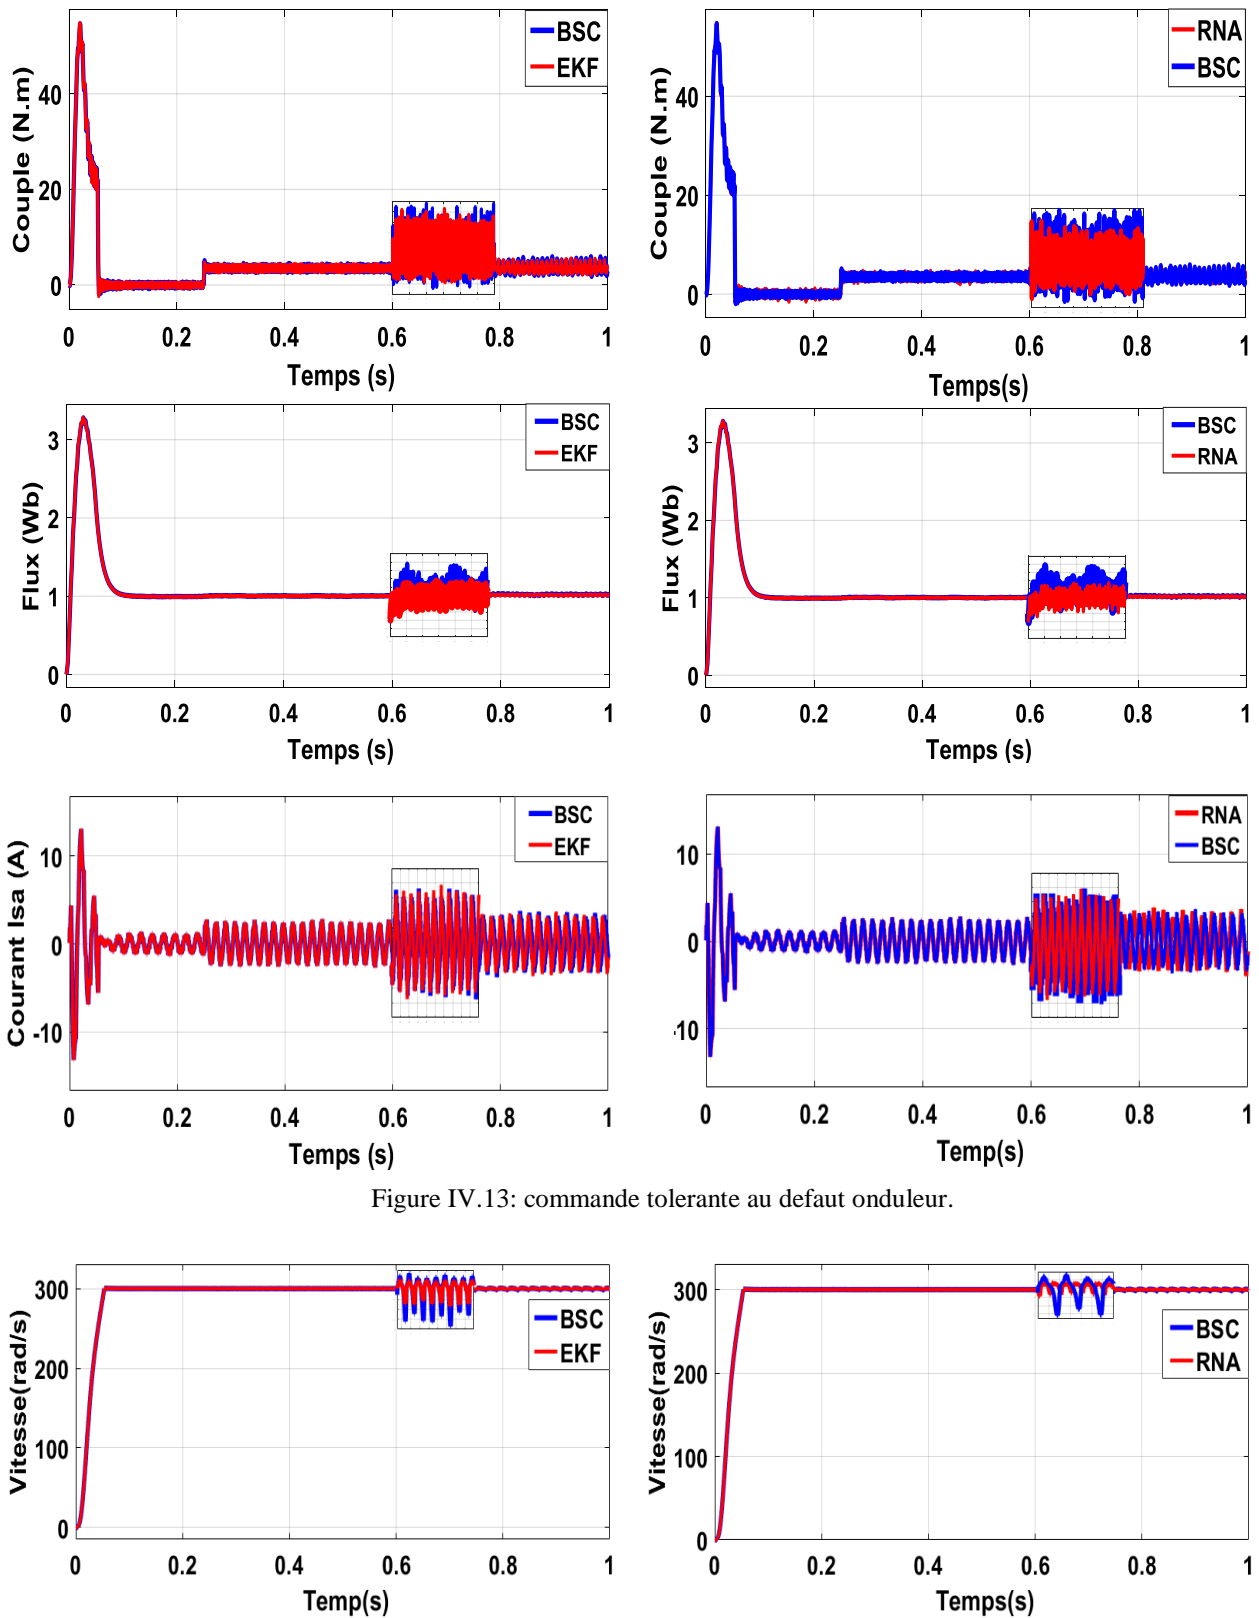 BSC
EKF
Couple (N.m)
40
20
0
0 0.2 0.4 0.6 0.8 1
Temps (s)
RNA
BSC
Couple (N.m)
40
20
0
0 0.2 0.4 0.6 0.8 1
Temps(s)
BSC
EKF
Flux (Wb)
3
2
1
0
0 0.2 0.4 0.6 0.8 1
Temps (s)
BSC
RNA
Flux (Wb)
3
2
1
0
0 0.2 0.4 0.6 0.8 1
Temps (s)
BSC
EKF
Courant Isa (A)
10
0
-10
0 0.2 0.4 0.6 0.8 1
Temps (s)
RNA
BSC
10
0
-10
0 0.2 0.4 0.6 0.8 1
Temp(s)
Figure IV.13: commande tolerante au defaut onduleur.
BSC
EKF
Vitesse(rad/s)
300
200
100
0
0 0.2 0.4 0.6 0.8 1
Temp(s)
BSC
RNA
Vitesse(rad/s)
300
200
100
0
0 0.2 0.4 0.6 0.8 1
Temps(s)